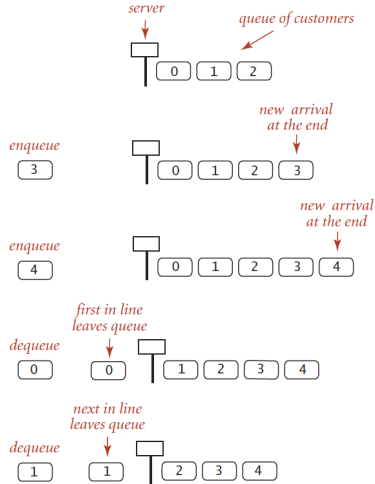 server
queue of customers
0 1 2
new arrival
at the end
enqueue
3
0 1 2 3
new arrival
at the end
enqueue
4
0 1 2 3 4
first in line
leaves queue
dequeue
0 0 1 2 3 4
next in line
leaves queue
dequeue
1 1 2 3 4